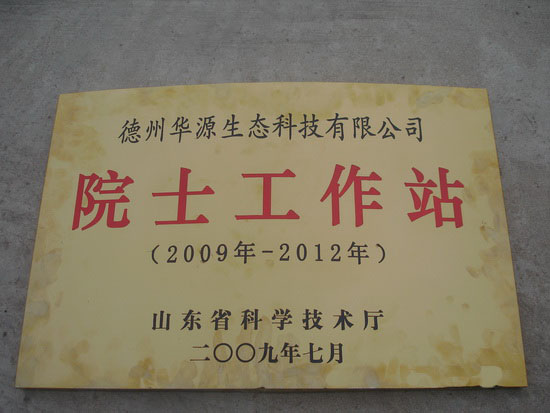 德州华源生态科技有限公司
院士工作站
(2009年-2012年)
山东省科学技术厅
二〇〇九年七月